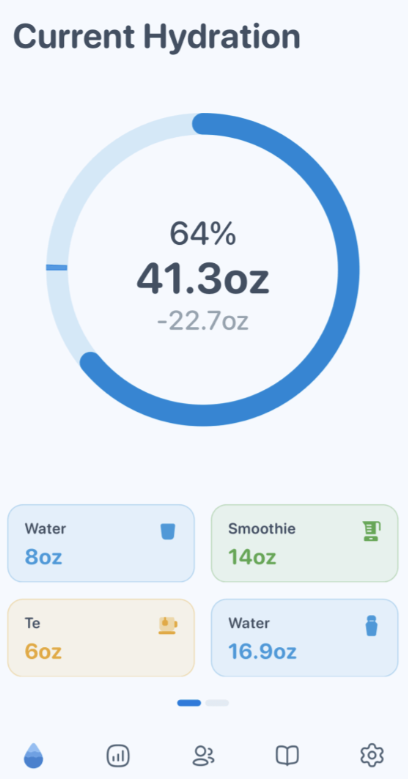 Current Hydration
64%
41.3oz
-22.7oz
Water
8oz
Smoothie
14oz
Te
6oz
Water
16.9oz